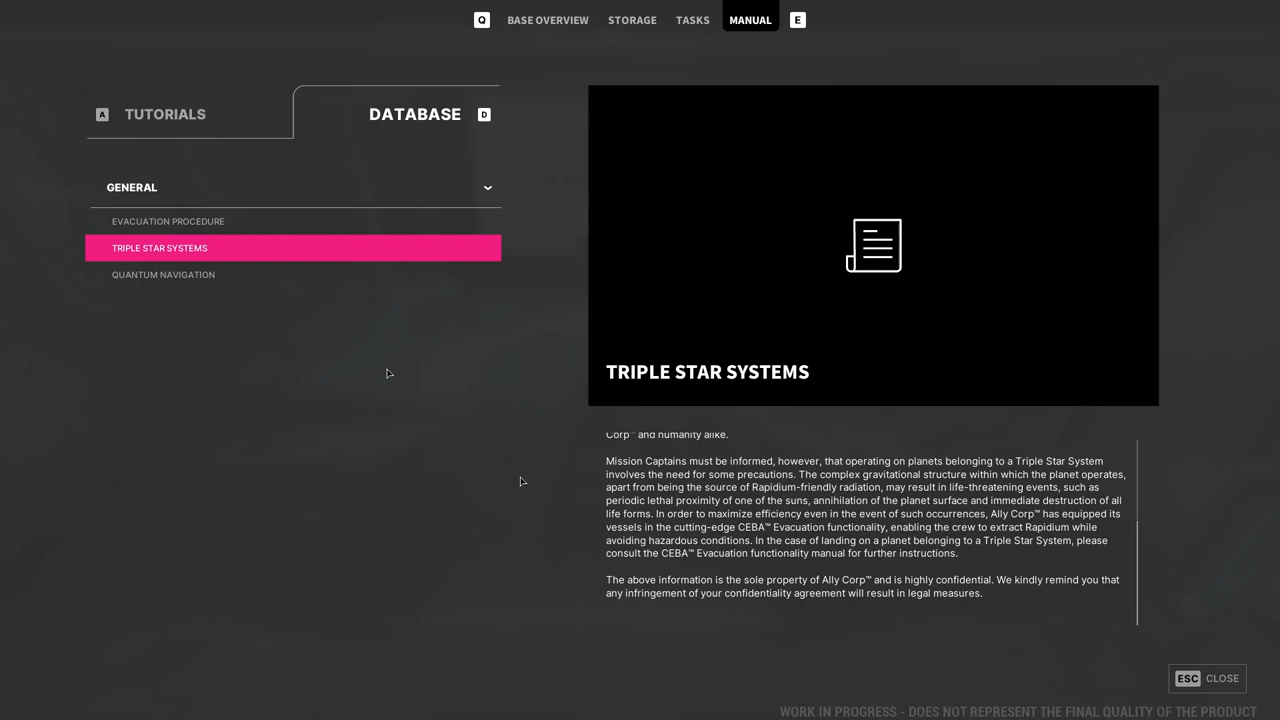 Q BASE OVERVIEW STORAGE TASKS MANUAL E
A TUTORIALS DATABASE D
GENERAL
EVACUATION PROCEDURE
TRIPLE STAR SYSTEMS
QUANTUM NAVIGATION
TRIPLE STAR SYSTEMS
Corp™ and humanity alike.
Mission Captains must be informed, however, that operating on planets belonging to a Triple Star System
involves the need for some precautions. The complex gravitational structure within which the planet operates,
apart from being the source of Rapidium-friendly radiation, may result in life-threatening events, such as
periodic lethal proximity of one of the suns, annihilation of the planet surface and immediate destruction of all
life forms. In order to maximize efficiency even in the event of such occurrences, Ally Corp™ has equipped its
vessels in the cutting-edge CEBA™ Evacuation functionality, enabling the crew to extract Rapidium while
avoiding hazardous conditions. In the case of landing on a planet belonging to a Triple Star System, please
consult the CEBA™ Evacuation functionality manual for further instructions.
The above information is the sole property of Ally Corp™ and is highly confidential. We kindly remind you that
any infringement of your confidentiality agreement will result in legal measures.
ESC CLOSE
WORK IN PROGRESS - DOES NOT REPRESENT THE FINAL QUALITY OF THE PRODUCT